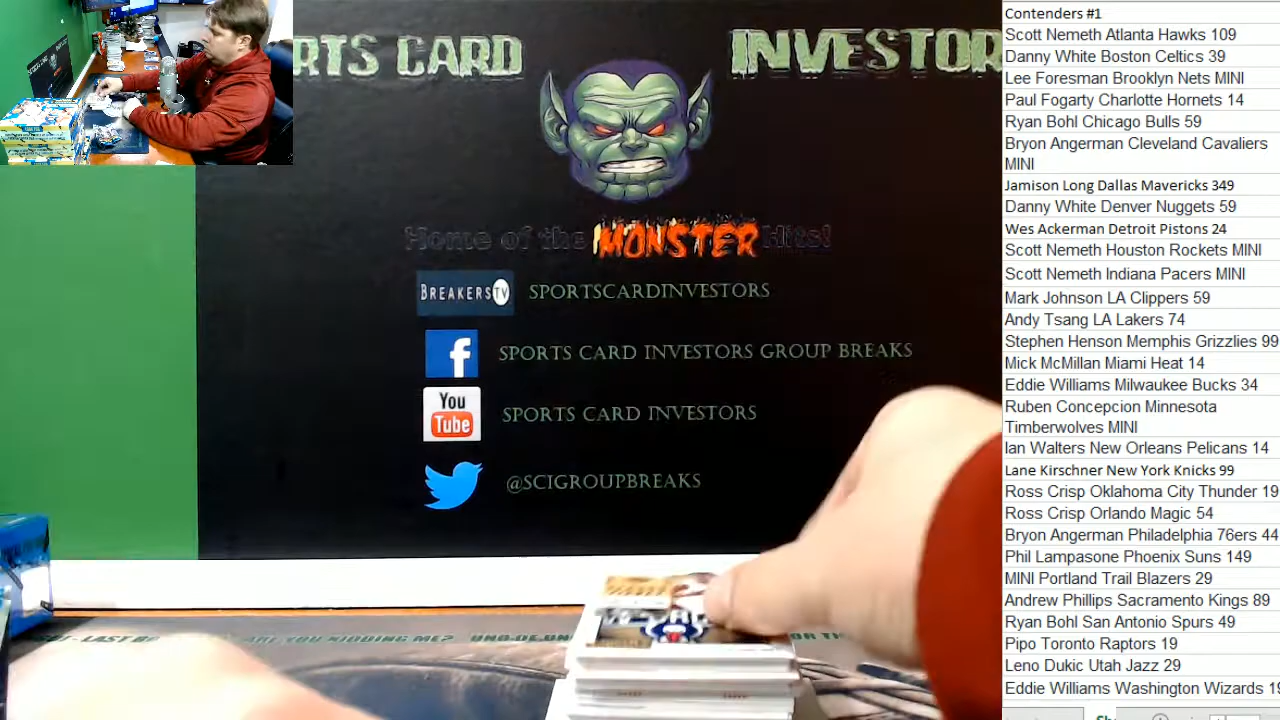 RTS CARD
INVESTOR
Home of the MONSTER Hits!
BREAKERSTV SPORTSCARDINVESTORS
f SPORTS CARD INVESTORS GROUP BREAKS
You Tube SPORTS CARD INVESTORS
@SCIGROUPBREAKS
ARE YOU KIDDING ME?
Contenders #1
Scott Nemeth Atlanta Hawks 109
Danny White Boston Celtics 39
Lee Foresman Brooklyn Nets MINI
Paul Fogarty Charlotte Hornets 14
Ryan Bohl Chicago Bulls 59
Bryon Angerman Cleveland Cavaliers
MINI
Jamison Long Dallas Mavericks 349
Danny White Denver Nuggets 59
Wes Ackerman Detroit Pistons 24
Scott Nemeth Houston Rockets MINI
Scott Nemeth Indiana Pacers MINI
Mark Johnson LA Clippers 59
Andy Tsang LA Lakers 74
Stephen Henson Memphis Grizzlies 99
Mick McMillan Miami Heat 14
Eddie Williams Milwaukee Bucks 34
Ruben Concepcion Minnesota
Timberwolves MINI
Ian Walters New Orleans Pelicans 14
Lane Kirschner New York Knicks 99
Ross Crisp Oklahoma City Thunder 19
Ross Crisp Orlando Magic 54
Bryon Angerman Philadelphia 76ers 44
Phil Lampasone Phoenix Suns 149
MINI Portland Trail Blazers 29
Andrew Phillips Sacramento Kings 89
Ryan Bohl San Antonio Spurs 49
Pipo Toronto Raptors 19
Leno Dukic Utah Jazz 29
Eddie Williams Washington Wizards